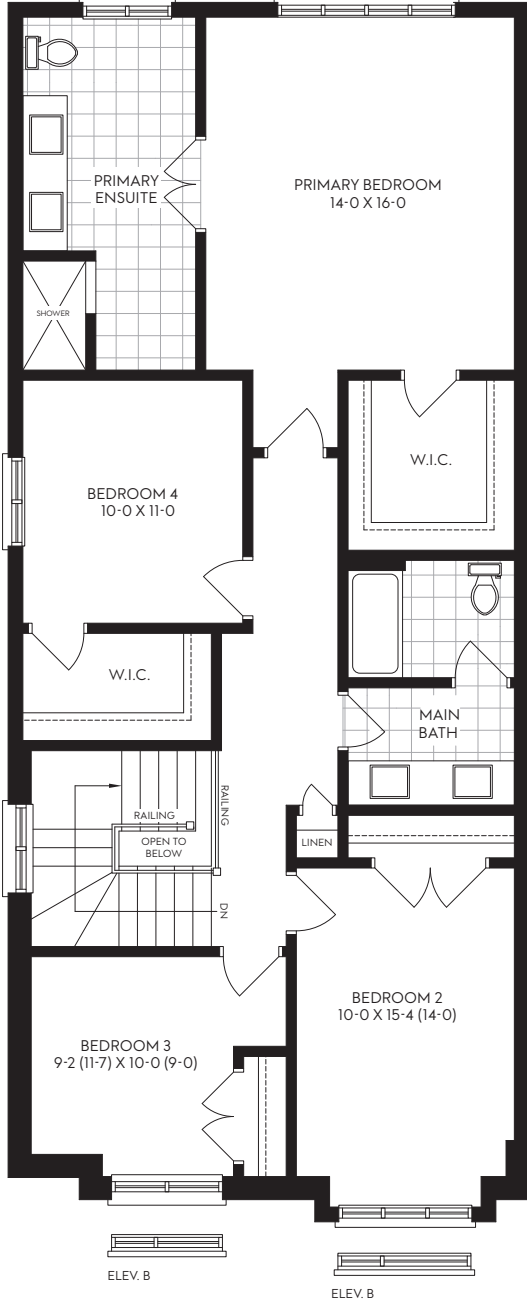 PRIMARY
ENSUITE
PRIMARY BEDROOM
14-0 X 16-0
SHOWER
W.I.C.
BEDROOM 4
10-0 X 11-0
W.I.C.
MAIN
BATH
RAILING
RAILING
OPEN TO
BELOW
LINEN
DN
BEDROOM 2
10-0 X 15-4 (14-0)
BEDROOM 3
9-2 (11-7) X 10-0 (9-0)
ELEV. B
ELEV. B